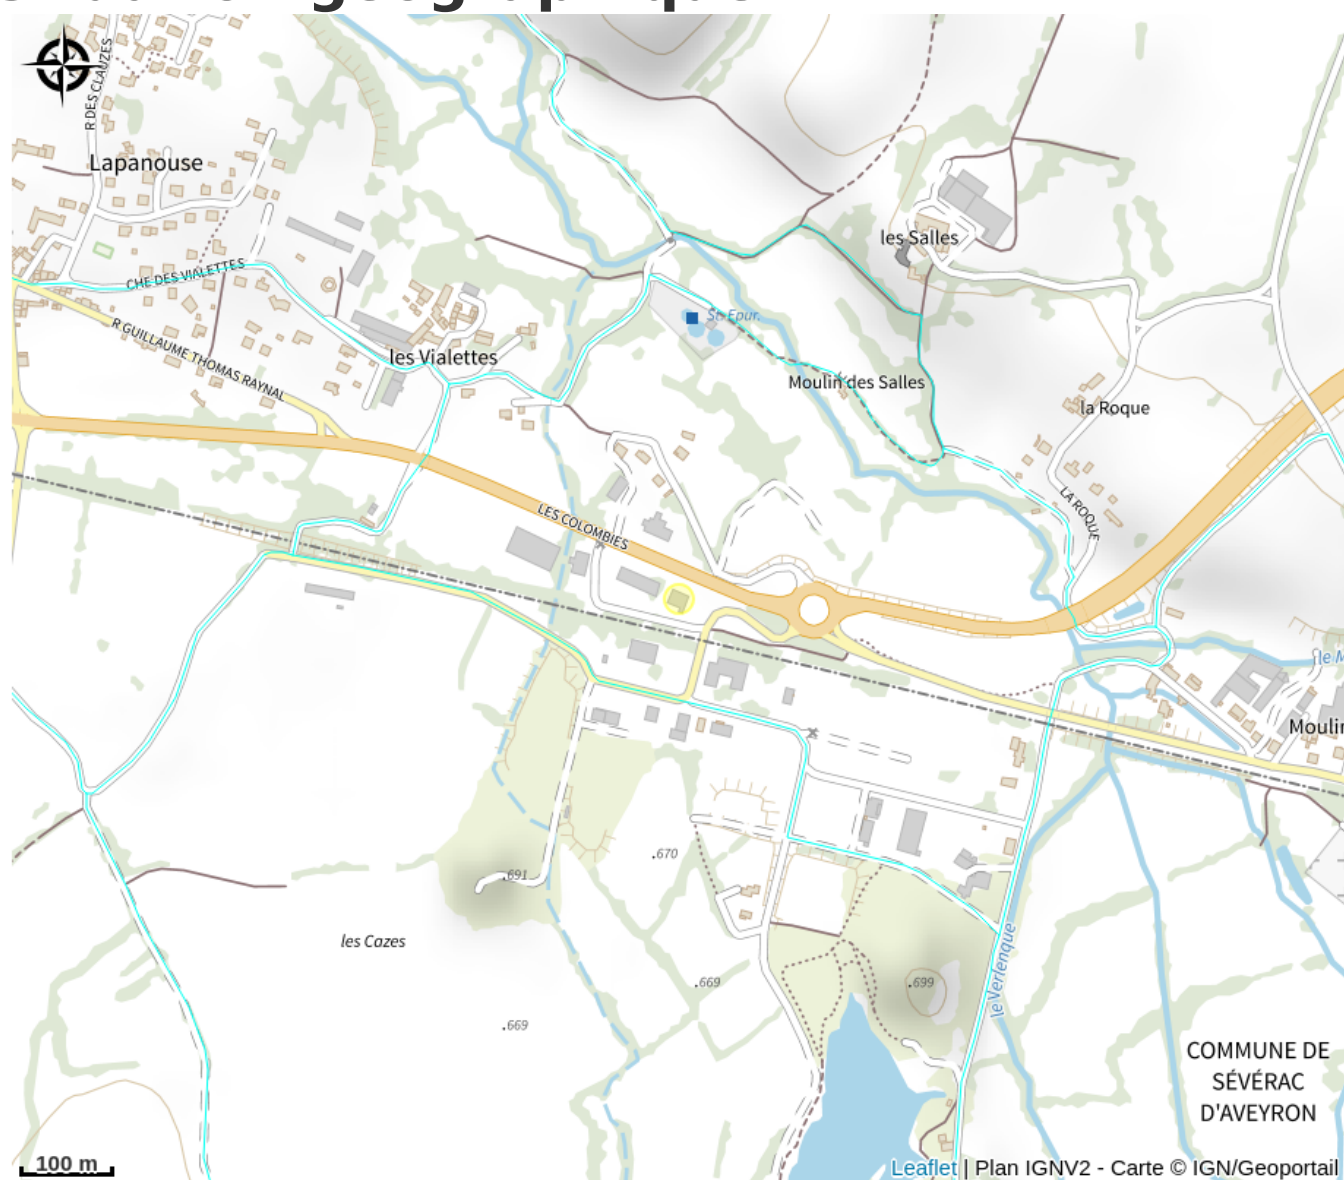 R DES CLAUZES
Lapanouse
les Salles
CHE DES VIALETTES
St. Epur.
R GUILLAUME THOMAS RAYNAL
les Vialettes
Moulin des Salles
la Roque
LA ROQUE
LES COLOMBIES
Moulin
.670
.691
les Cazes
.669
.699
le Verlenque
.669
COMMUNE DE
SÉVÉRAC
D'AVEYRON
100 m
Leaflet | Plan IGNV2 - Carte © IGN/Geoportail